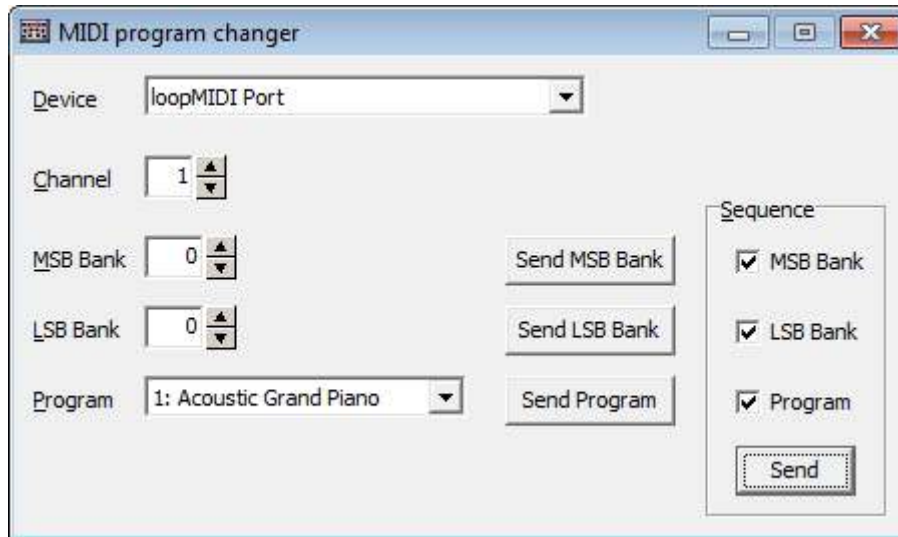 MIDI program changer
Device loopMIDI Port
Channel 1
Sequence
MSB Bank 0 Send MSB Bank MSB Bank
LSB Bank 0 Send LSB Bank LSB Bank
Program 1: Acoustic Grand Piano Send Program Program
Send